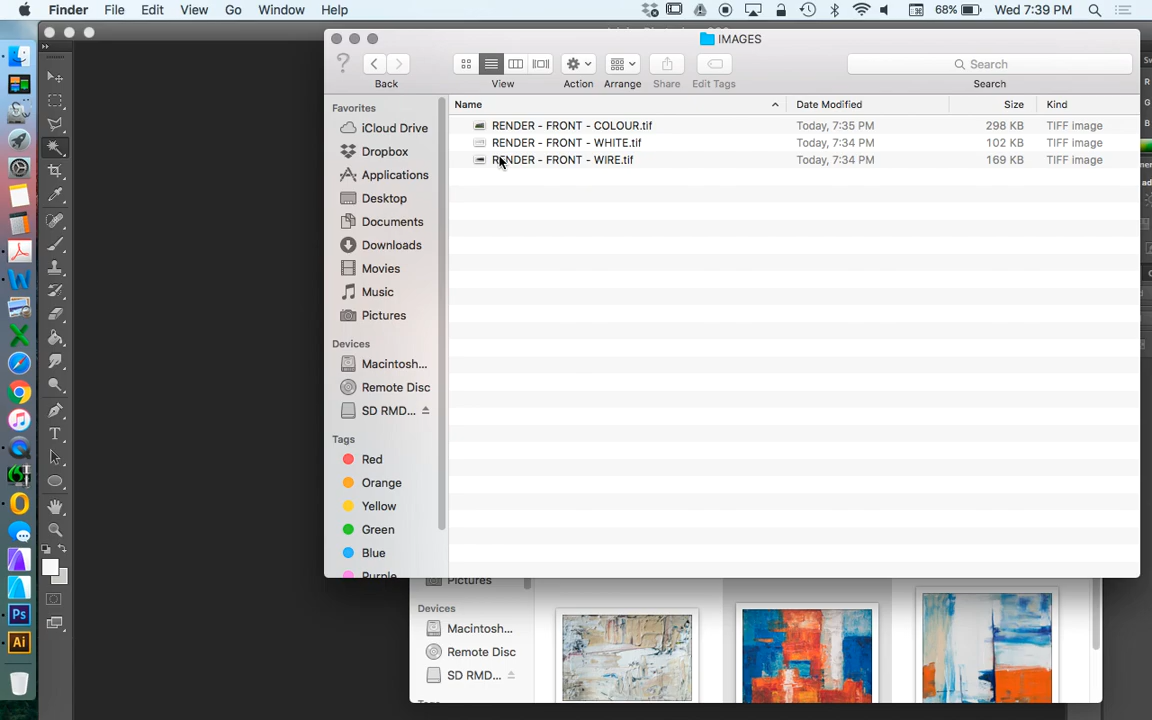 Finder File Edit View Go Window Help 68% Wed 7:39 PM
IMAGES
Back View Action Arrange Share Edit Tags Search
Search
Favorites
iCloud Drive
Dropbox
Applications
Desktop
Documents
Downloads
Movies
Music
Pictures
Devices
Macintosh...
Remote Disc
SD RMD...
Tags
Red
Orange
Yellow
Green
Blue
Purple
Name Date Modified Size Kind
RENDER - FRONT - COLOUR.tif Today, 7:35 PM 298 KB TIFF image
RENDER - FRONT - WHITE.tif Today, 7:34 PM 102 KB TIFF image
RENDER - FRONT - WIRE.tif Today, 7:34 PM 169 KB TIFF image
Pictures
Devices
Macintosh...
Remote Disc
SD RMD...
Ps
Ai